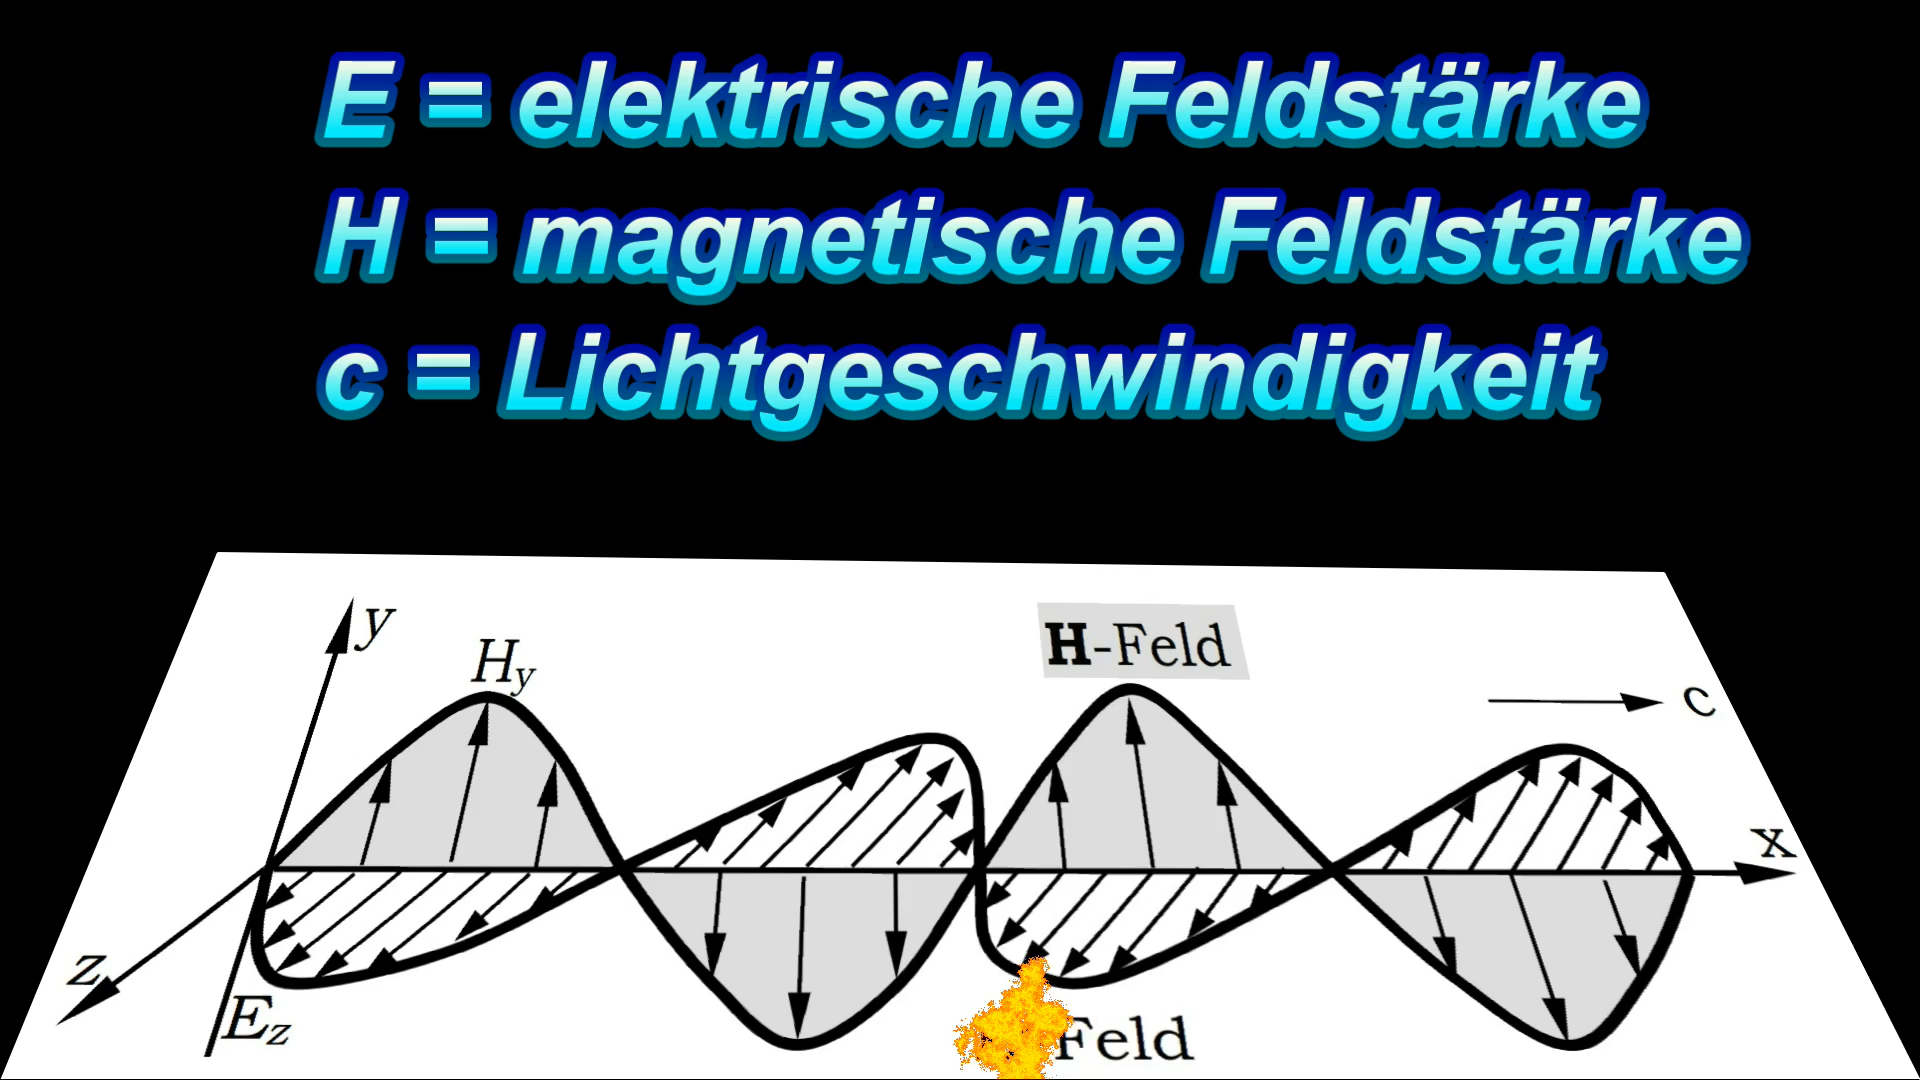 E = elektrische Feldstärke
H = magnetische Feldstärke
c = Lichtgeschwindigkeit
y
Hy
H-Feld
c
x
z
Ez
Feld